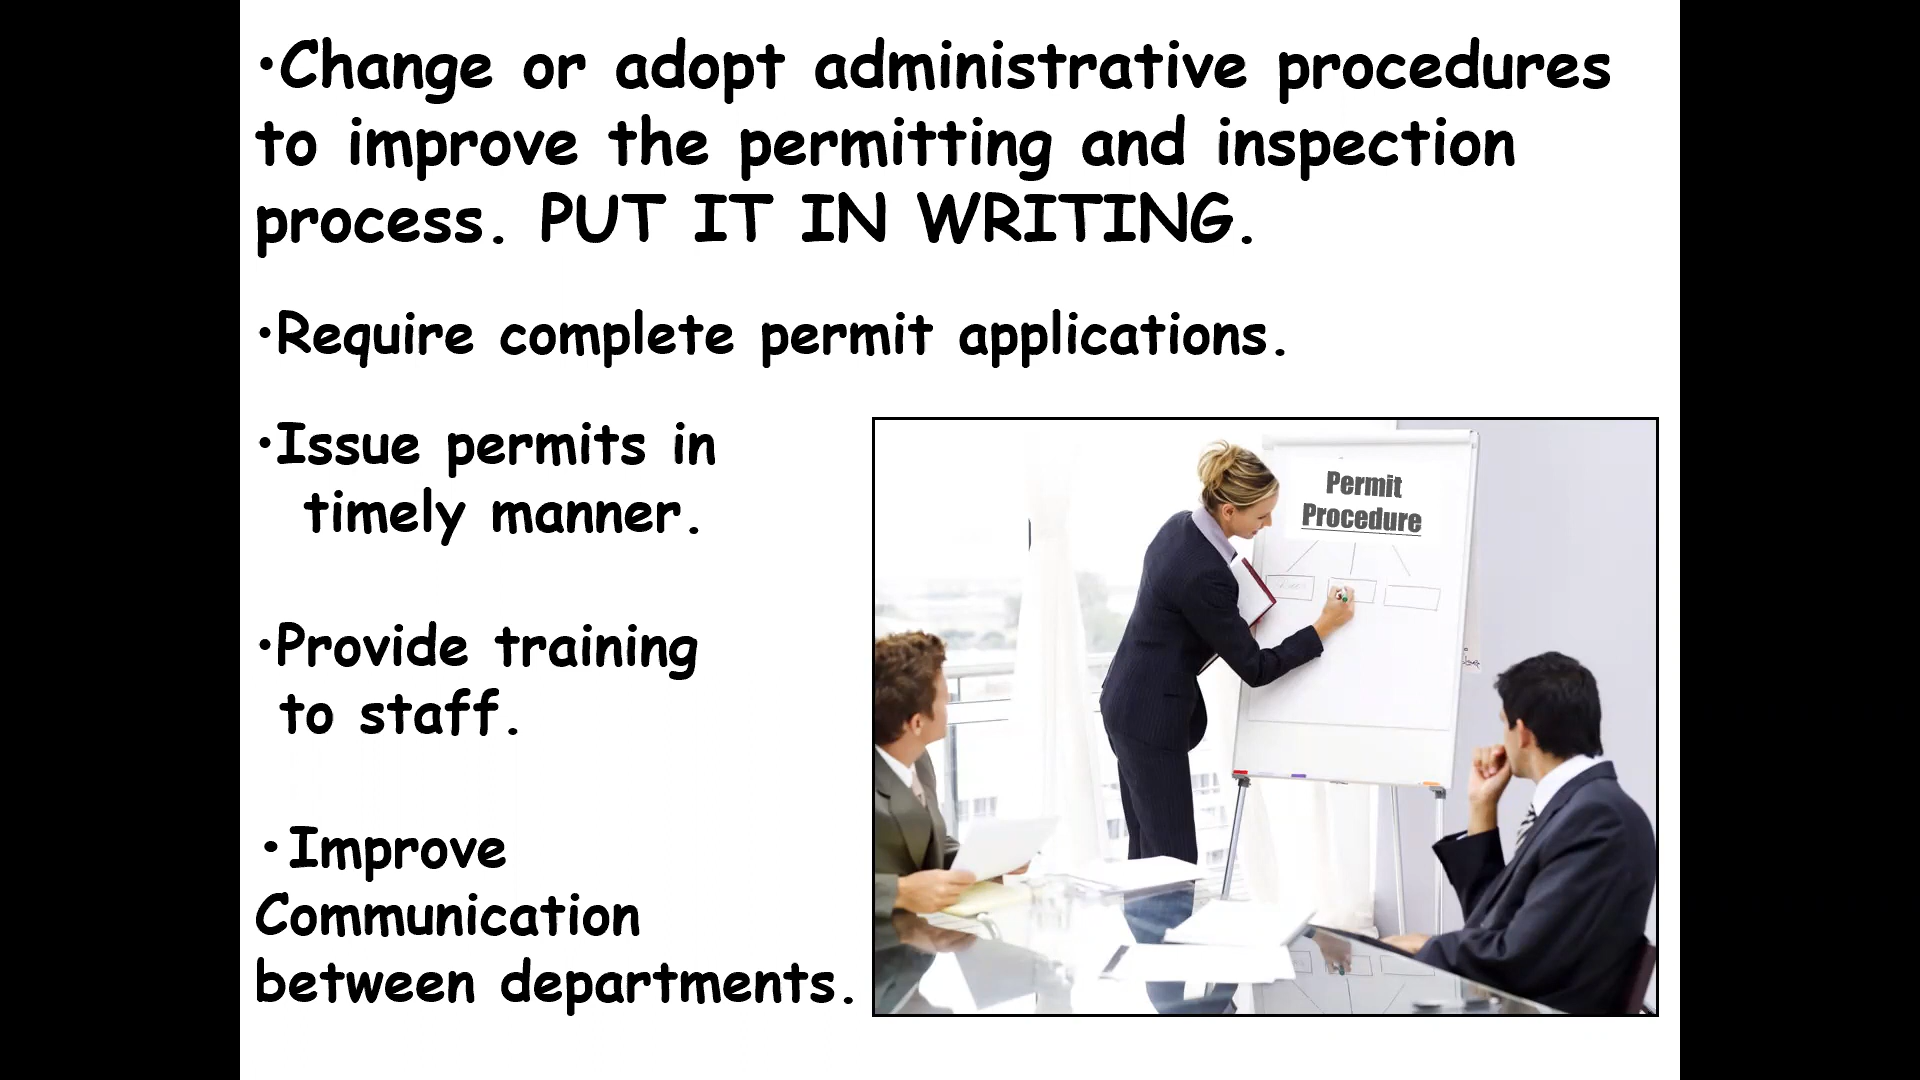 •Change or adopt administrative procedures
to improve the permitting and inspection
process. PUT IT IN WRITING.
•Require complete permit applications.
•Issue permits in
timely manner.
•Provide training
to staff.
•Improve
Communication
between departments.
Permit
Procedure